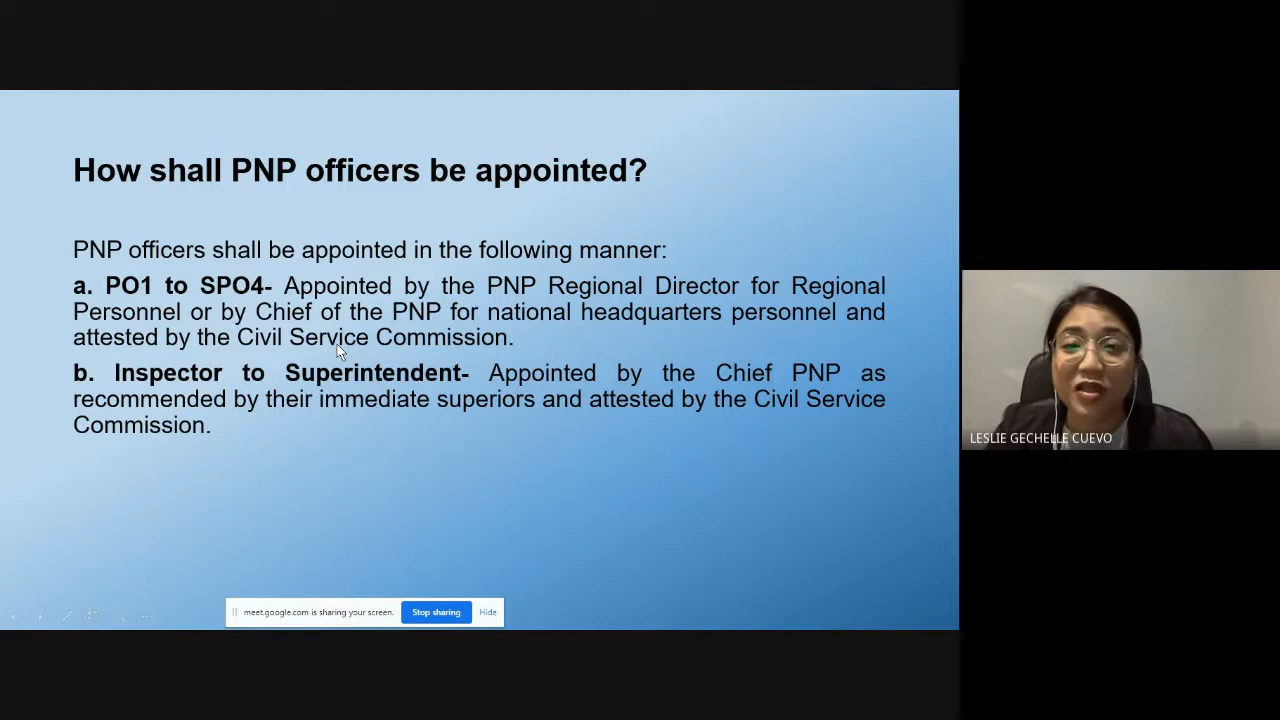 How shall PNP officers be appointed?
PNP officers shall be appointed in the following manner:
a. PO1 to SPO4- Appointed by the PNP Regional Director for Regional
Personnel or by Chief of the PNP for national headquarters personnel and
attested by the Civil Service Commission.
b. Inspector to Superintendent- Appointed by the Chief PNP as
recommended by their immediate superiors and attested by the Civil Service
Commission.
meet.google.com is sharing your screen. Stop sharing Hide
LESLIE GECHELLE CUEVO